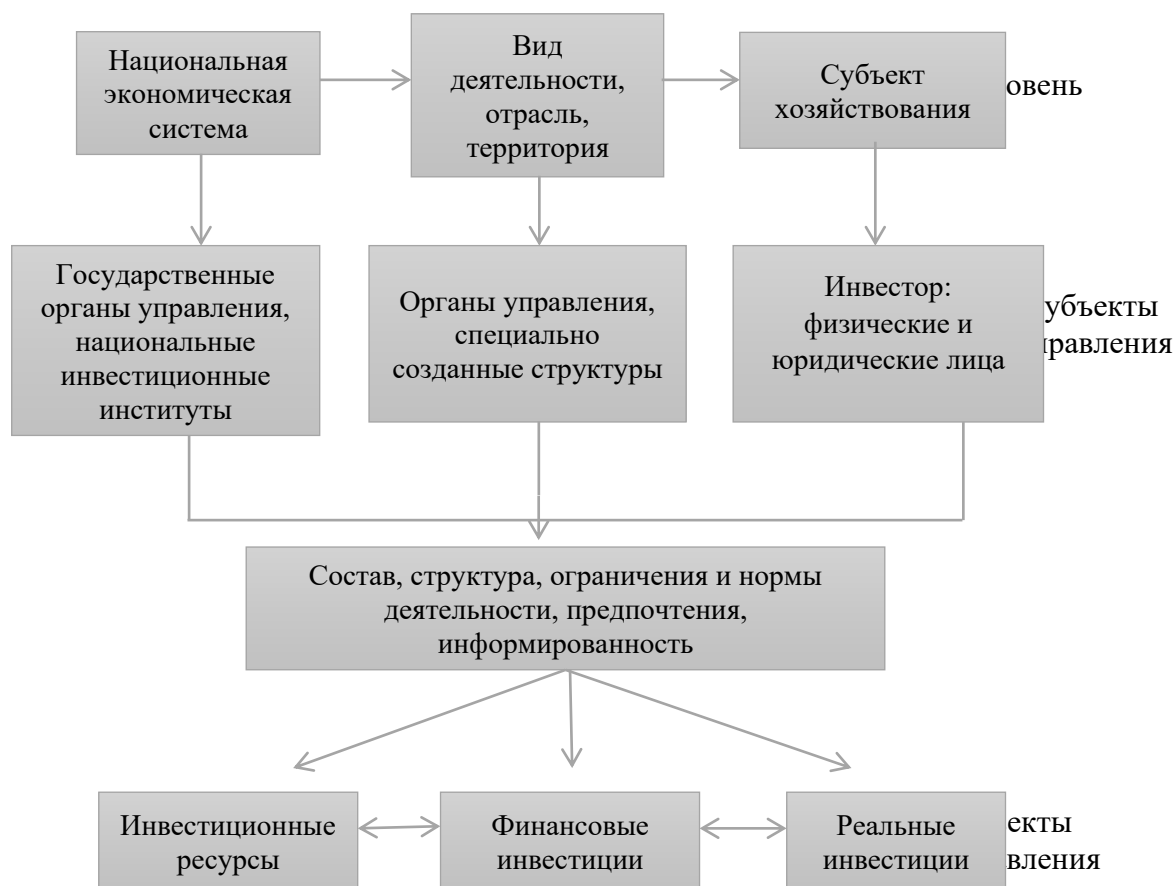 Национальная
экономическая
система
Вид
деятельности,
отрасль,
территория
Субъект
хозяйствования
овень
Государственные
органы управления,
национальные
инвестиционные
институты
Органы управления,
специально
созданные структуры
Инвестор:
физические и
юридические лица
убъекты
правления
Состав, структура, ограничения и нормы
деятельности, предпочтения,
информированность
Инвестиционные
ресурсы
Финансовые
инвестиции
Реальные
инвестиции
екты
вления